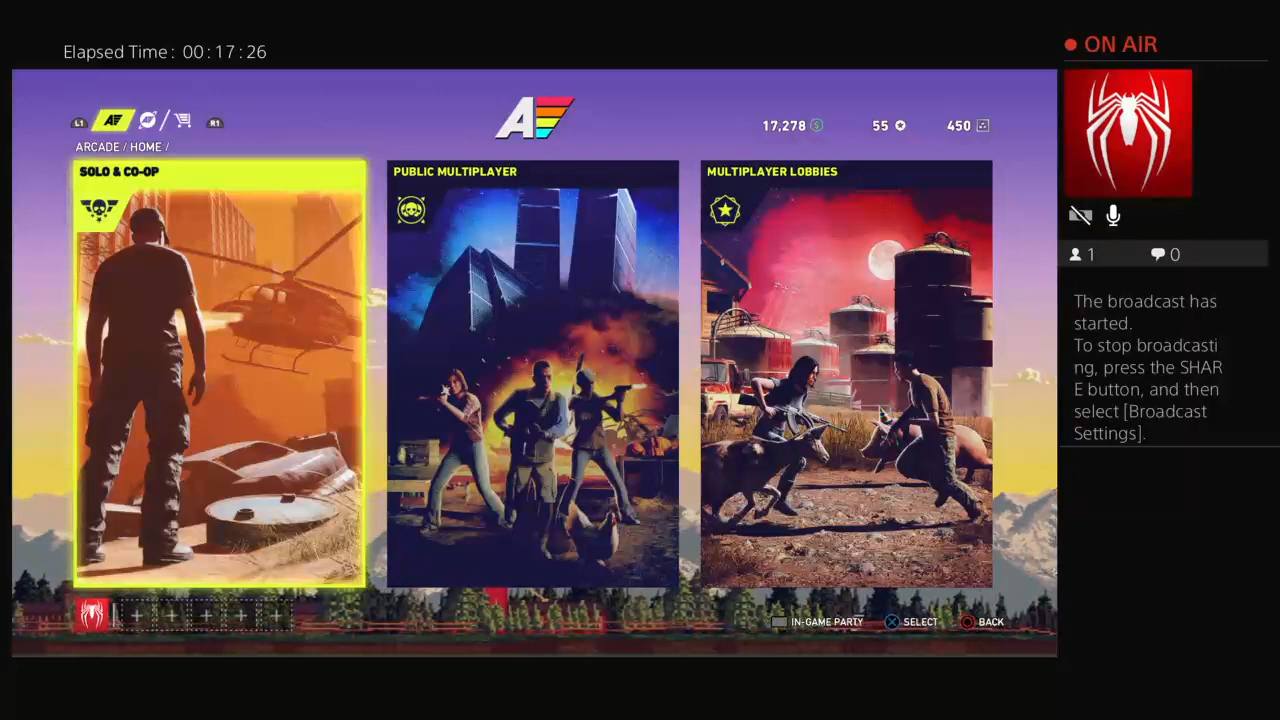 Elapsed Time: 00:17:26
ON AIR
L1
R1
17,278
55
450
ARCADE / HOME /
SOLO & CO-OP
PUBLIC MULTIPLAYER
MULTIPLAYER LOBBIES
1
0
The broadcast has
started.
To stop broadcasti
ng, press the SHAR
E button, and then
select [Broadcast
Settings].
IN-GAME PARTY
SELECT
BACK